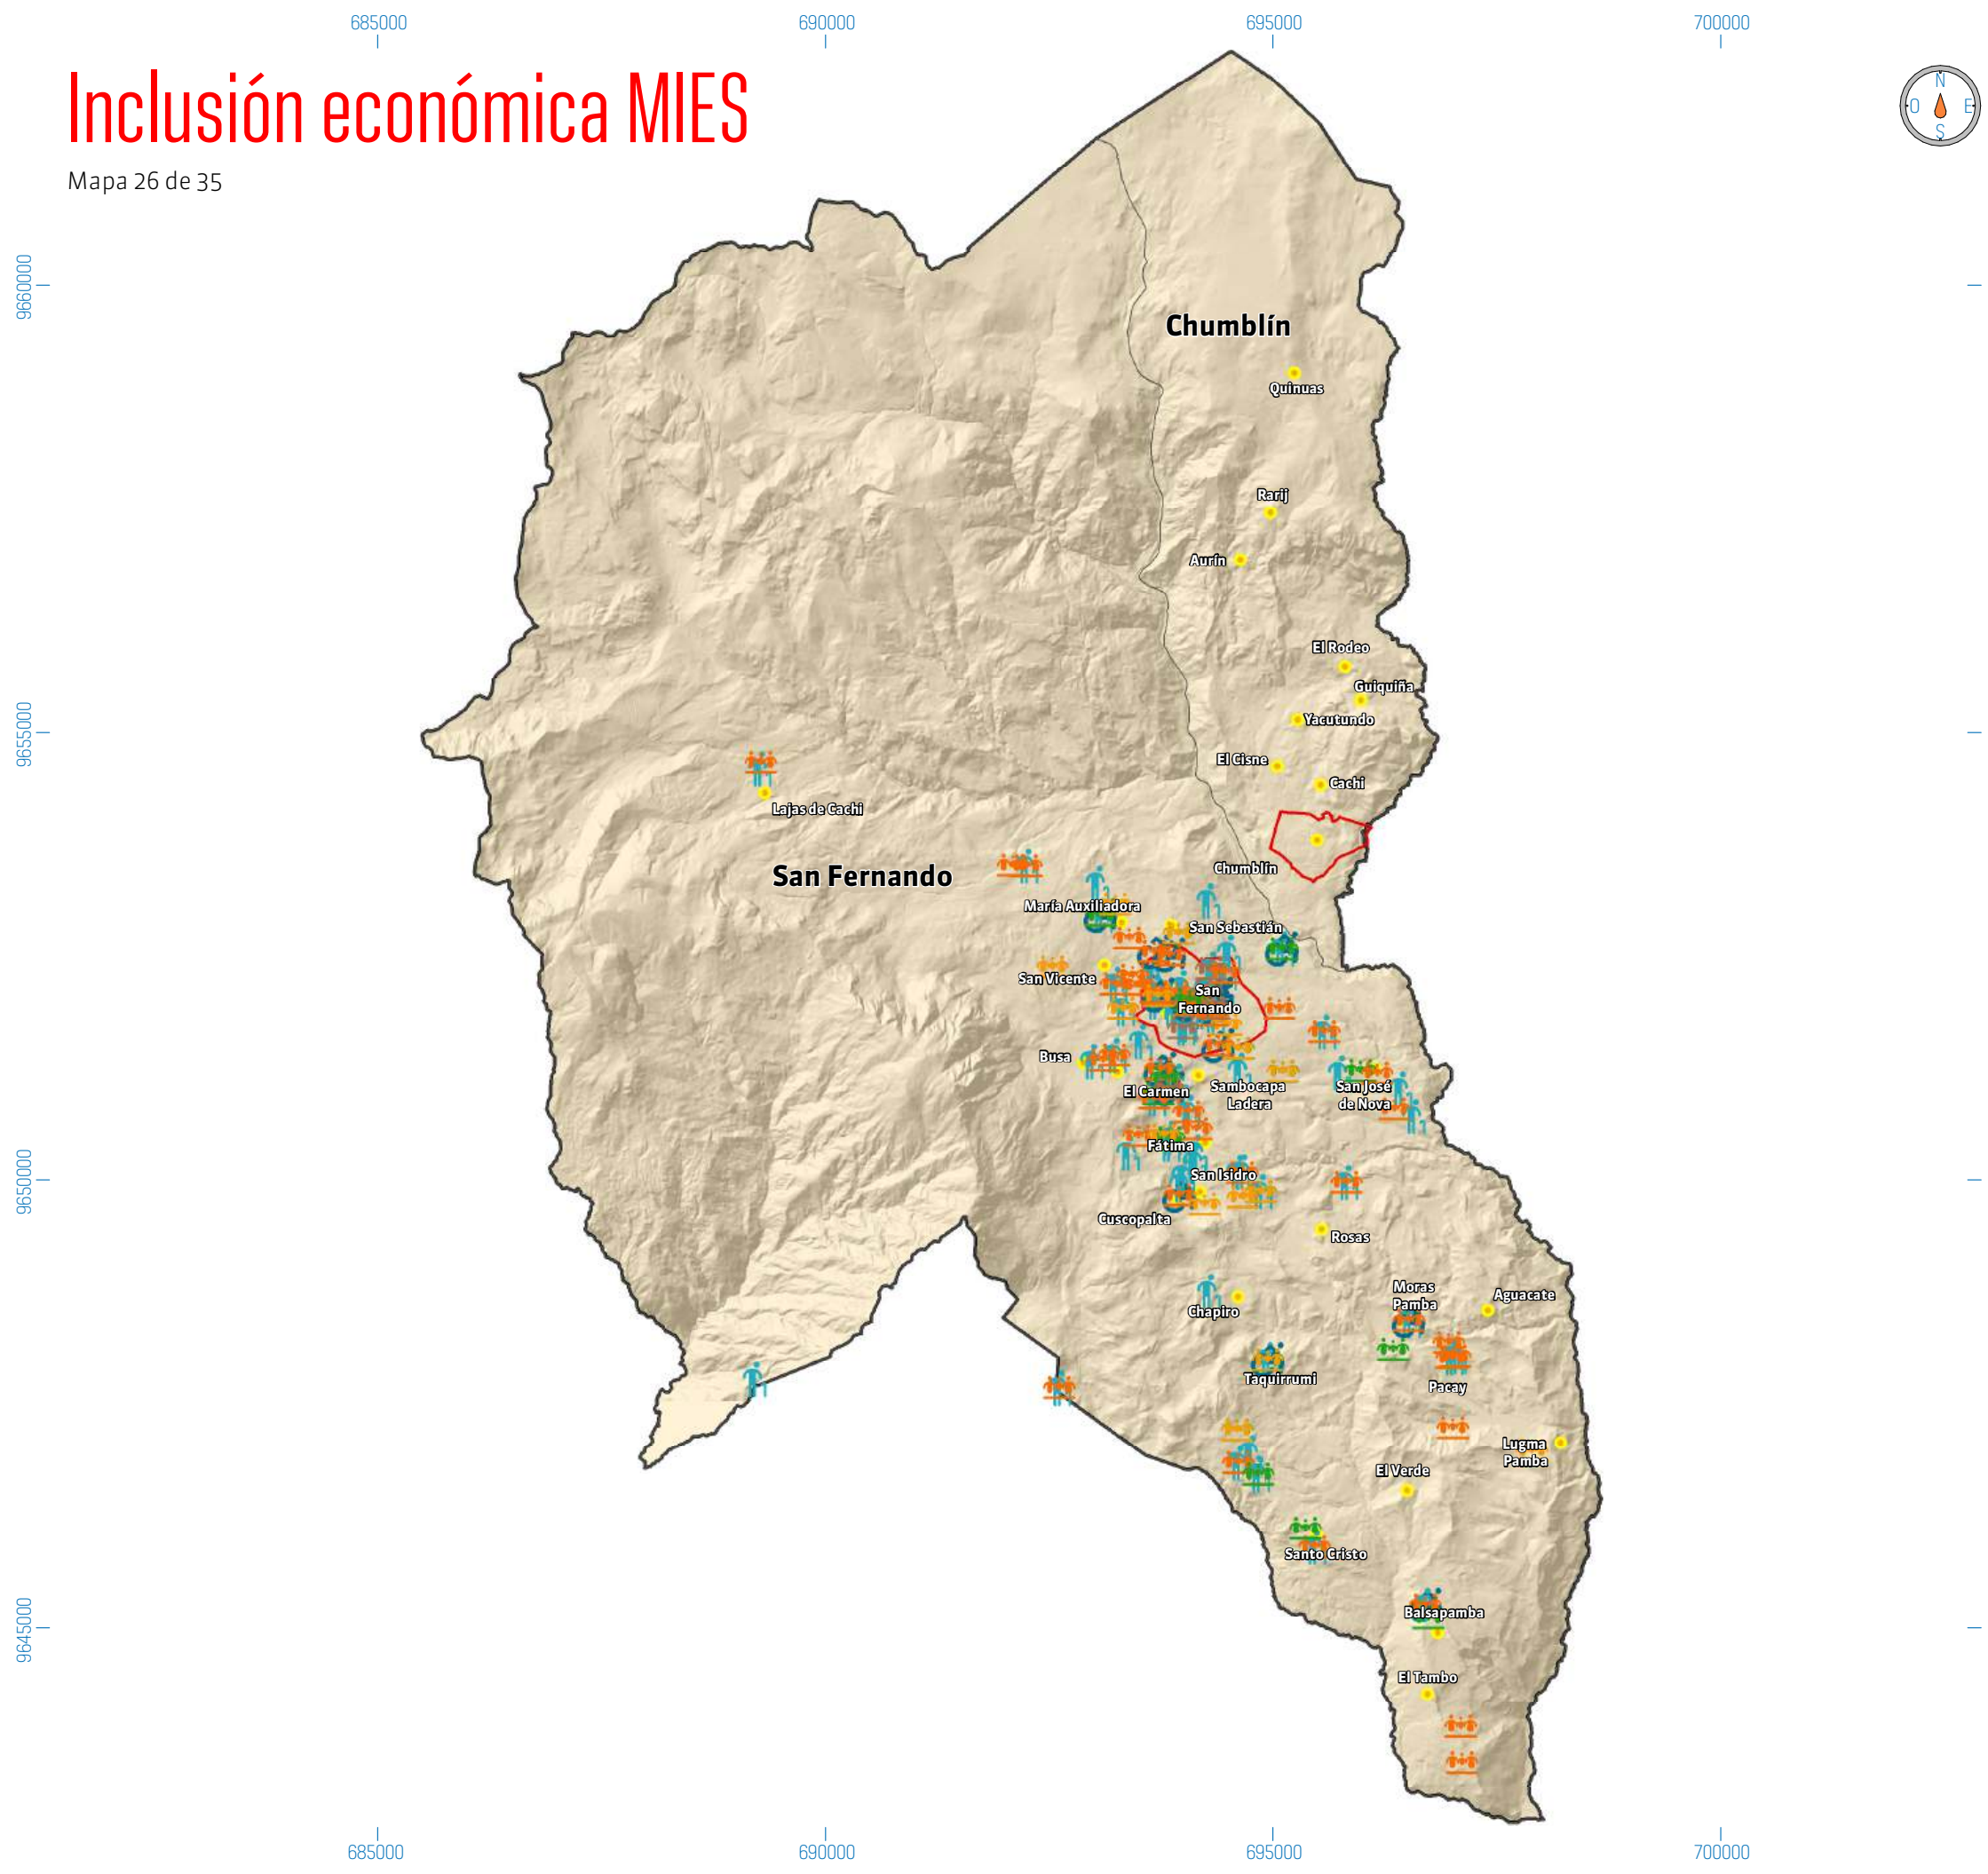 685000
690000
695000
700000
Inclusión económica MIES
Mapa 26 de 35
N
O
E
S
9660000
Chumblín
Quinuas
Rarij
Aurín
El Rodeo
Guiquiña
Yacutundo
9655000
El Cisne
Cachi
Lajas de Cachi
Chumblín
San Fernando
María Auxiliadora
San Sebastián
San Vicente
San
Fernando
Busa
El Carmen
Sambocapa
Ladera
San José
de Nova
Fátima
San Isidro
9650000
Cuscopalta
Rosas
Moras
Pamba
Aguacate
Chapiro
Taquirrumi
Pacay
Lugma
Pamba
El Verde
Santo Cristo
Balsapamba
9645000
El Tambo
685000
690000
695000
700000